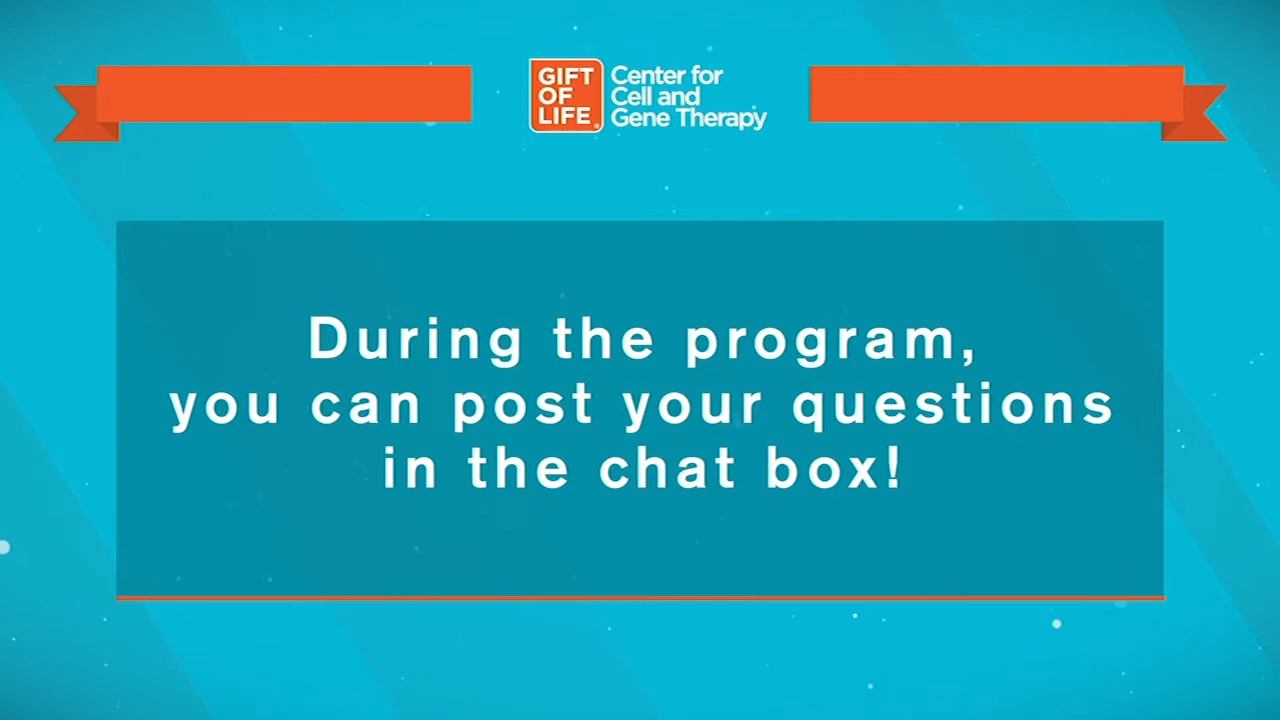 GIFT
OF
LIFE
Center for
Cell and
Gene Therapy
During the program,
you can post your questions
in the chat box!